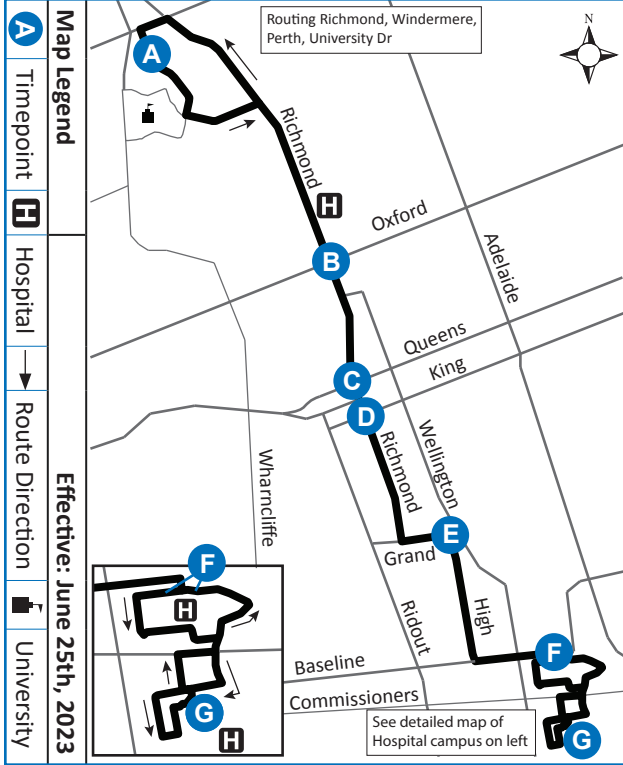 Routing Richmond, Windermere,
Perth, University Dr
N
A
Richmond
H
Oxford
Adelaide
B
Queens
King
C
D
Richmond
Wellington
Wharncliffe
E
Grand
High
Ridout
F
Baseline
Commissioners
G
See detailed map of
Hospital campus on left
F
H
G
H
Map Legend
Effective: June 25th, 2023
A Timepoint
H Hospital
Route Direction
University